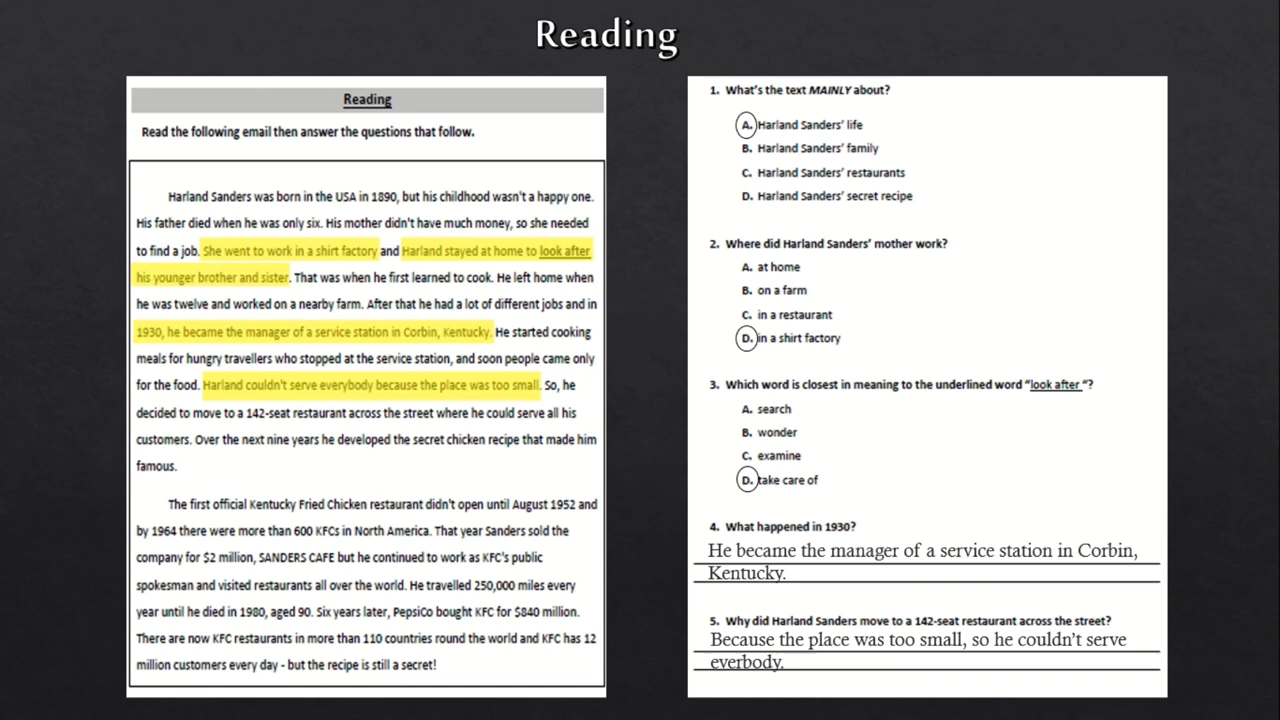 Reading
Reading
Read the following email then answer the questions that follow.
Harland Sanders was born in the USA in 1890, but his childhood wasn't a happy one.
His father died when he was only six. His mother didn't have much money, so she needed
to find a job. She went to work in a shirt factory and Harland stayed at home to look after
his younger brother and sister. That was when he first learned to cook. He left home when
he was twelve and worked on a nearby farm. After that he had a lot of different jobs and in
1930, he became the manager of a service station in Corbin, Kentucky. He started cooking
meals for hungry travellers who stopped at the service station, and soon people came only
for the food. Harland couldn't serve everybody because the place was too small. So, he
decided to move to a 142-seat restaurant across the street where he could serve all his
customers. Over the next nine years he developed the secret chicken recipe that made him
famous.
The first official Kentucky Fried Chicken restaurant didn't open until August 1952 and
by 1964 there were more than 600 KFCs in North America. That year Sanders sold the
company for $2 million, SANDERS CAFE but he continued to work as KFC's public
spokesman and visited restaurants all over the world. He travelled 250,000 miles every
year until he died in 1980, aged 90. Six years later, PepsiCo bought KFC for $840 million.
There are now KFC restaurants in more than 110 countries round the world and KFC has 12
million customers every day - but the recipe is still a secret!
1. What's the text MAINLY about?
A. Harland Sanders' life
B. Harland Sanders' family
C. Harland Sanders' restaurants
D. Harland Sanders' secret recipe
2. Where did Harland Sanders' mother work?
A. at home
B. on a farm
C. in a restaurant
D. in a shirt factory
3. Which word is closest in meaning to the underlined word "look after "?
A. search
B. wonder
C. examine
D. take care of
4. What happened in 1930?
He became the manager of a service station in Corbin,
Kentucky.
5. Why did Harland Sanders move to a 142-seat restaurant across the street?
Because the place was too small, so he couldn't serve
everbody.